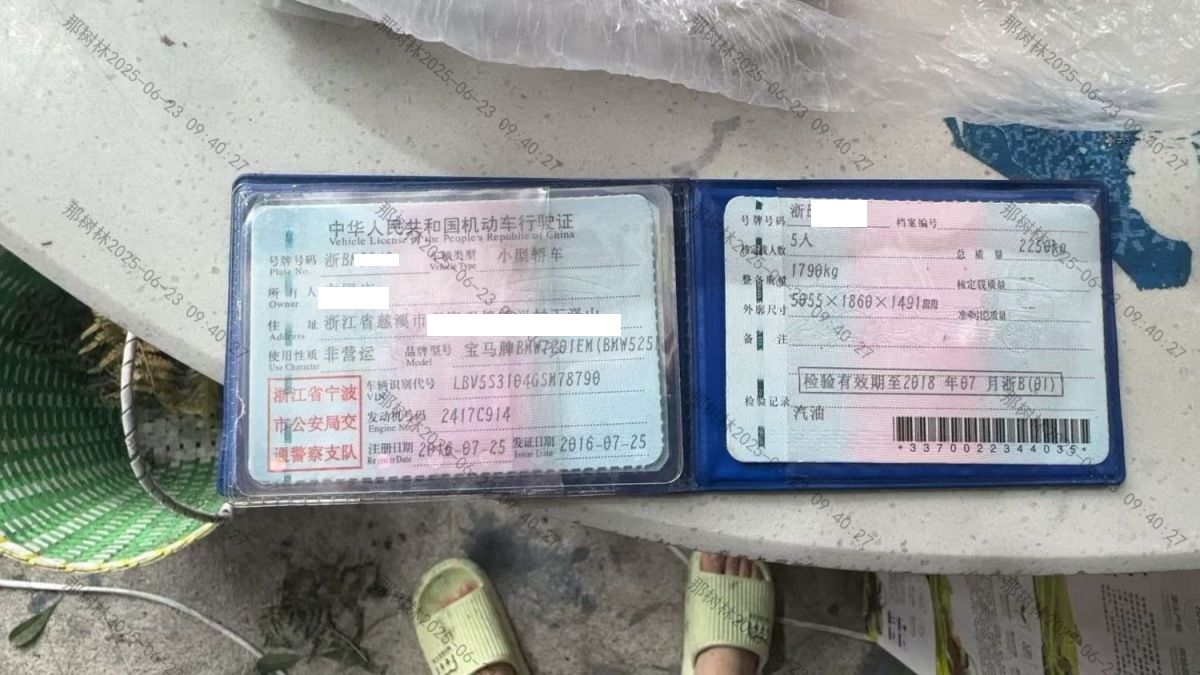 中华人民共和国机动车行驶证
Vehicle License of the People's Republic of China
号牌号码 浙B 车辆类型 小型轿车
Plate No. Vehicle Type
所有人
Owner
住址 浙江省慈溪市
Address
使用性质 非营运 品牌型号 宝马牌BMW7201EM(BMW525
Use Character Model
浙江省宁波
市公安局交
通警察支队
车辆识别代号 LBV5S3104GSM78790
VIN
发动机号码 2417C914
Engine No.
注册日期 2016-07-25 发证日期 2016-07-25
Register Date Issue Date
号牌号码 浙B 档案编号
核定载人数 5人 总质量 2250kg
整备质量 1790kg 核定载质量
外廓尺寸 5055×1860×1491mm 准牵引总质量
备注
检验有效期至2018年07月浙B(01)
检验记录
汽油
*3370022344035*
那树林2025-06-23 09:40:27